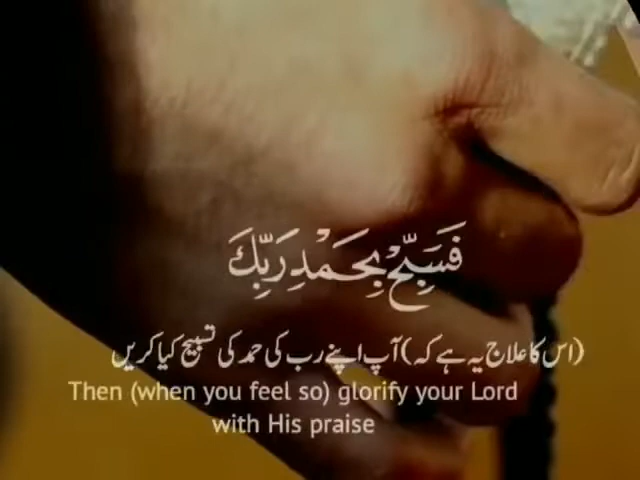 فَسَبِّحْ بِحَمْدِ رَبِّكَ
(اس کا علاج یہ ہے کہ) آپ اپنے رب کی حمد کی تسبیح کیا کریں
Then (when you feel so) glorify your Lord
with His praise